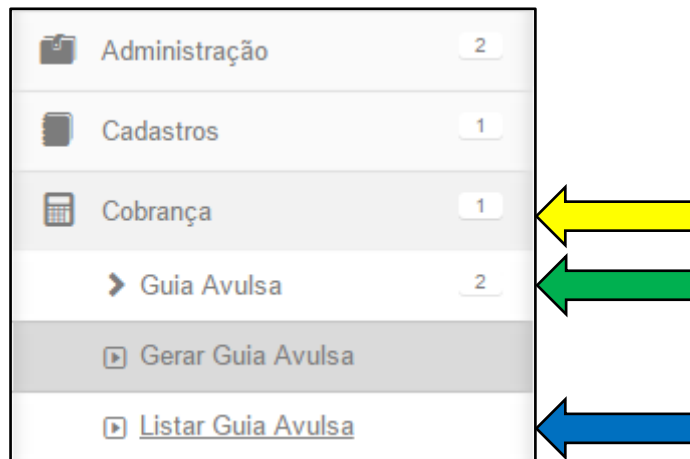 Administração 2
Cadastros 1
Cobrança 1
Guia Avulsa 2
Gerar Guia Avulsa
Listar Guia Avulsa